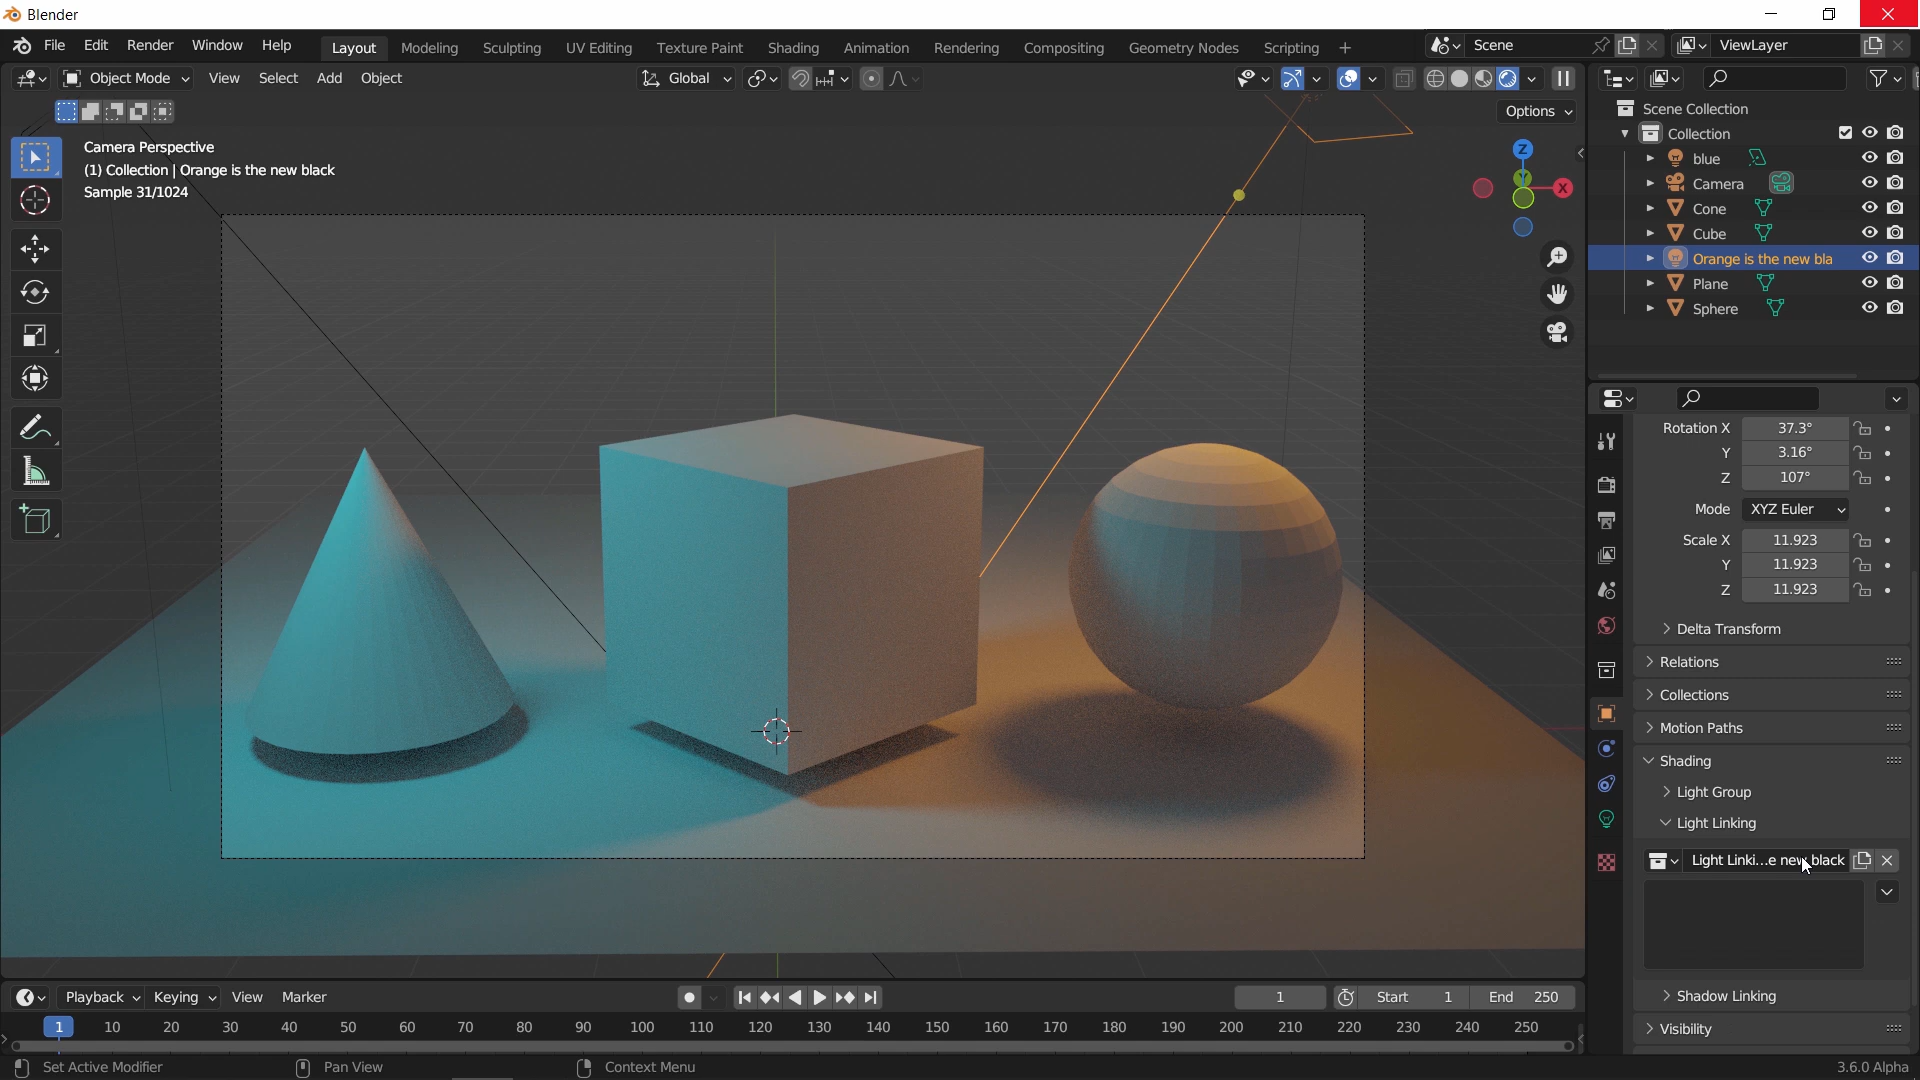 Blender
File Edit Render Window Help Layout Modeling Sculpting UV Editing Texture Paint Shading Animation Rendering Compositing Geometry Nodes Scripting + Scene ViewLayer
Object Mode View Select Add Object Global
Options
Camera Perspective
(1) Collection | Orange is the new black
Sample 31/1024
Z
Y
X
Scene Collection
Collection
blue
Camera
Cone
Cube
Orange is the new bla
Plane
Sphere
Rotation X 37.3°
Y 3.16°
Z 107°
Mode XYZ Euler
Scale X 11.923
Y 11.923
Z 11.923
Delta Transform
Relations
Collections
Motion Paths
Shading
Light Group
Light Linking
Light Linki...e new black
Shadow Linking
Visibility
Playback Keying View Marker 1 Start 1 End 250
1 10 20 30 40 50 60 70 80 90 100 110 120 130 140 150 160 170 180 190 200 210 220 230 240 250
Set Active Modifier Pan View Context Menu 3.6.0 Alpha